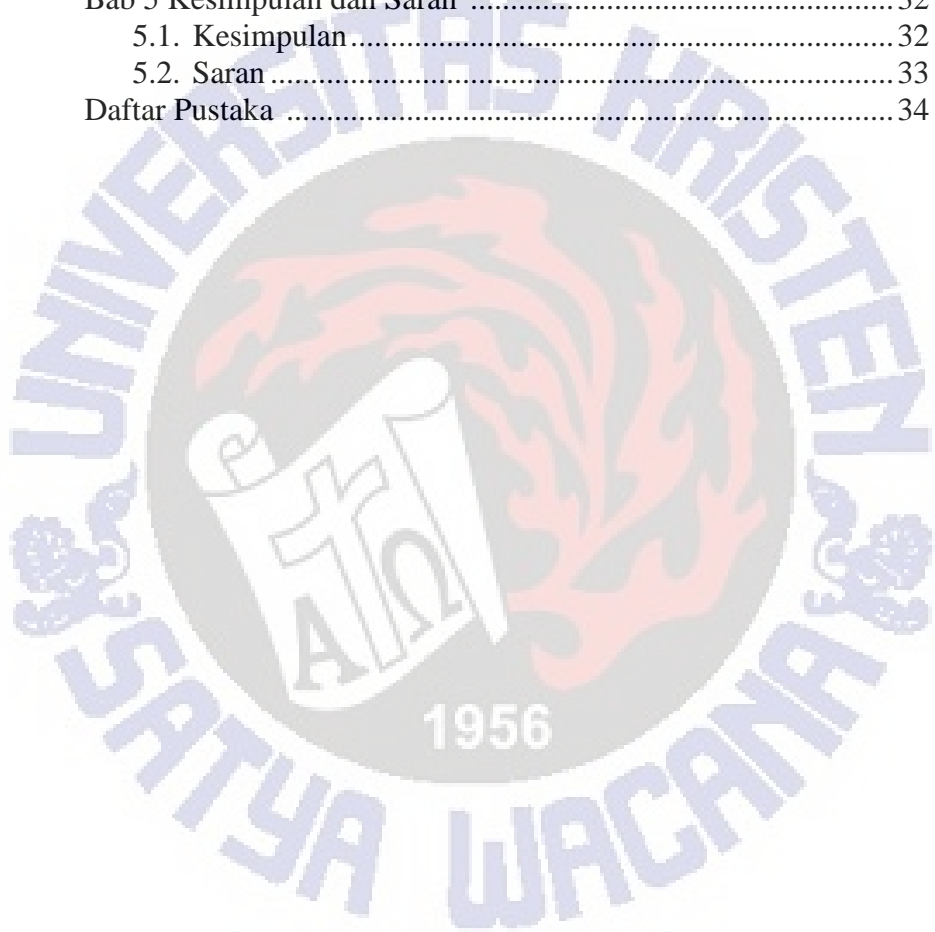 Bab 5 Kesimpulan dan Saran ........................................................ 32
5.1. Kesimpulan ........................................................ 32
5.2. Saran ........................................................ 33
Daftar Pustaka ........................................................ 34
UNIVERSITAS KRISTEN
Α Ω
1956
SATYA WACANA